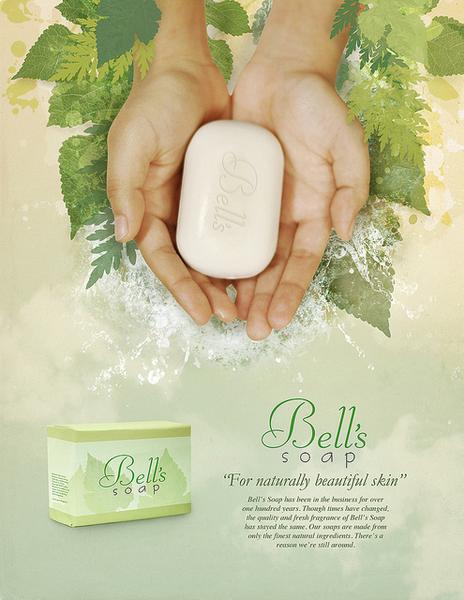 Bell's
Bell's
soap
Bell's
soap
"For naturally beautiful skin"
Bell's Soap has been in the business for over
one hundred years. Though times have changed,
the quality and fresh fragrance of Bell's Soap
has stayed the same. Our soaps are made from
only the finest natural ingredients. There's a
reason we're still around.